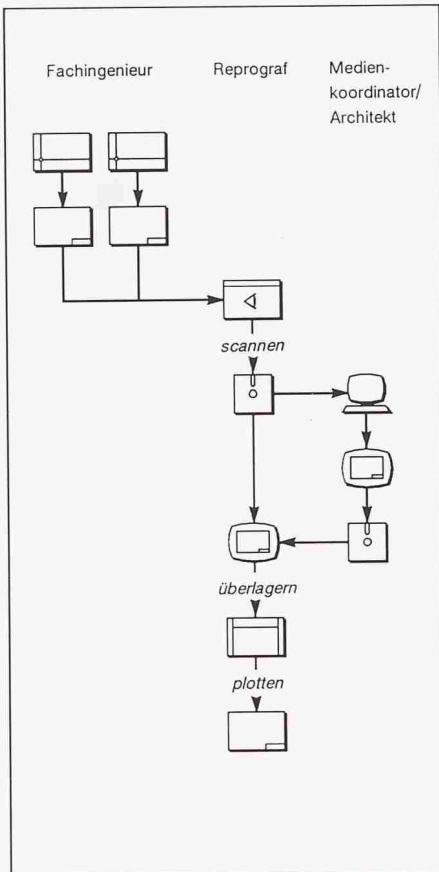 Fachingenieur
Reprograf
Medien-
koordinator/
Architekt
scannen
überlagern
plotten